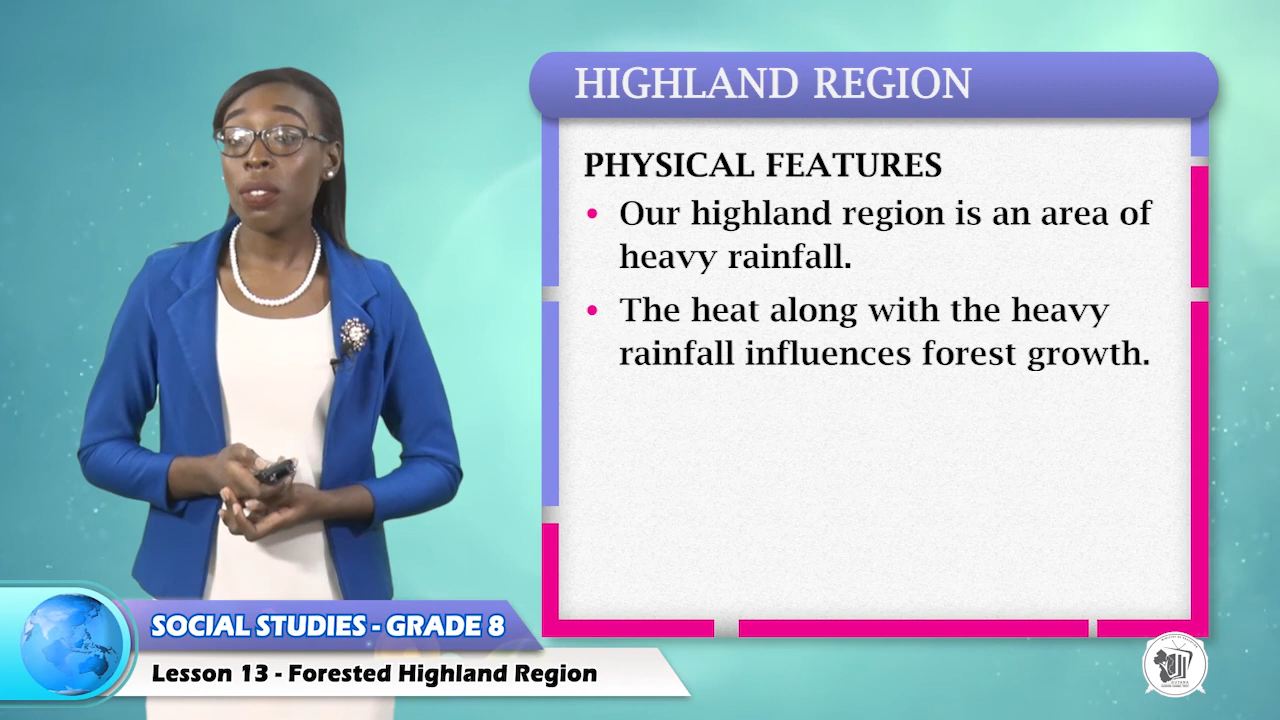 HIGHLAND REGION
PHYSICAL FEATURES
• Our highland region is an area of
heavy rainfall.
• The heat along with the heavy
rainfall influences forest growth.
SOCIAL STUDIES - GRADE 8
Lesson 13 - Forested Highland Region